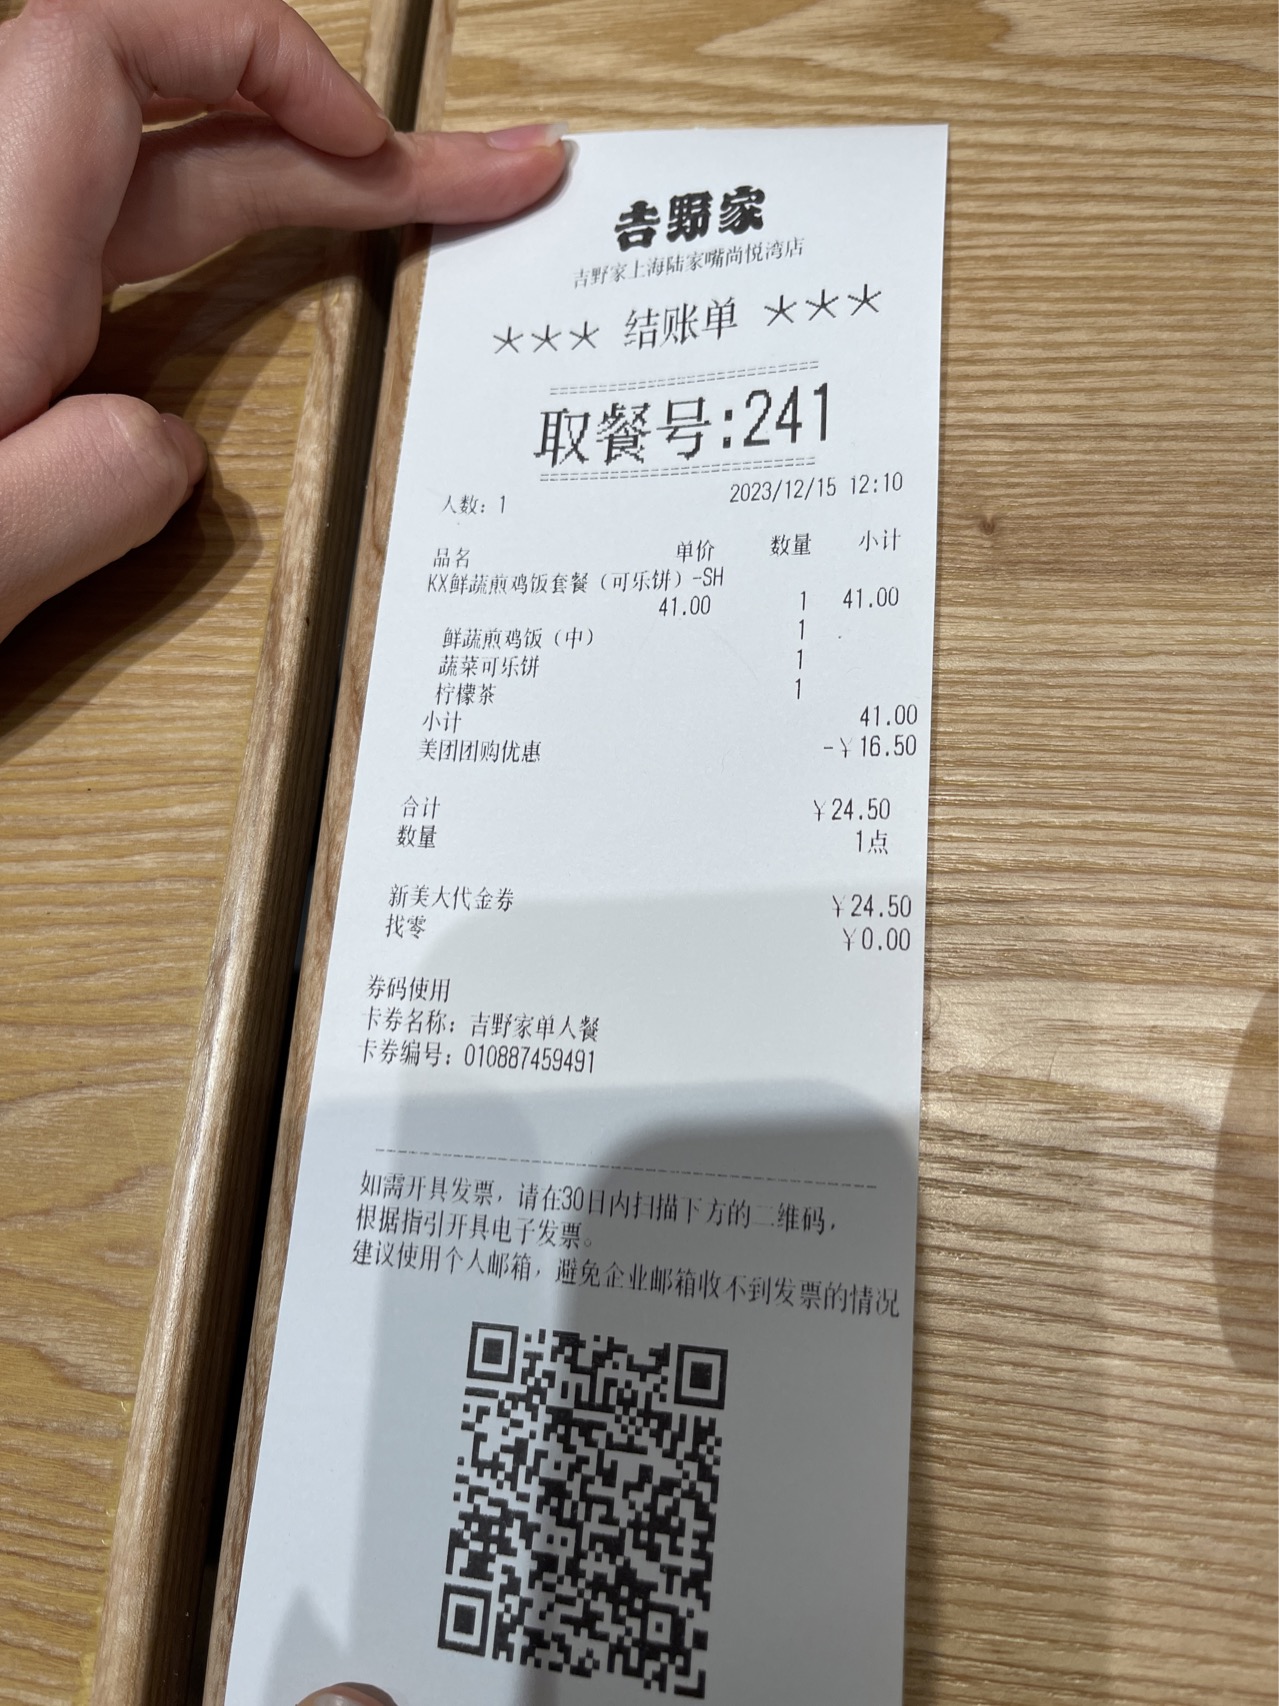 吉野家
吉野家上海陆家嘴尚悦湾店
*** 结账单 ***
取餐号:241
人数: 1 2023/12/15 12:10
品名 单价 数量 小计
KX鲜蔬煎鸡饭套餐（可乐饼）-SH
41.00 1 41.00
鲜蔬煎鸡饭（中） 1
蔬菜可乐饼 1
柠檬茶 1
小计 41.00
美团团购优惠 -¥16.50
合计 ¥24.50
数量 1点
新美大代金券 ¥24.50
找零 ¥0.00
券码使用
卡券名称: 吉野家单人餐
卡券编号: 010887459491
如需开具发票，请在30日内扫描下方的二维码，
根据指引开具电子发票。
建议使用个人邮箱，避免企业邮箱收不到发票的情况